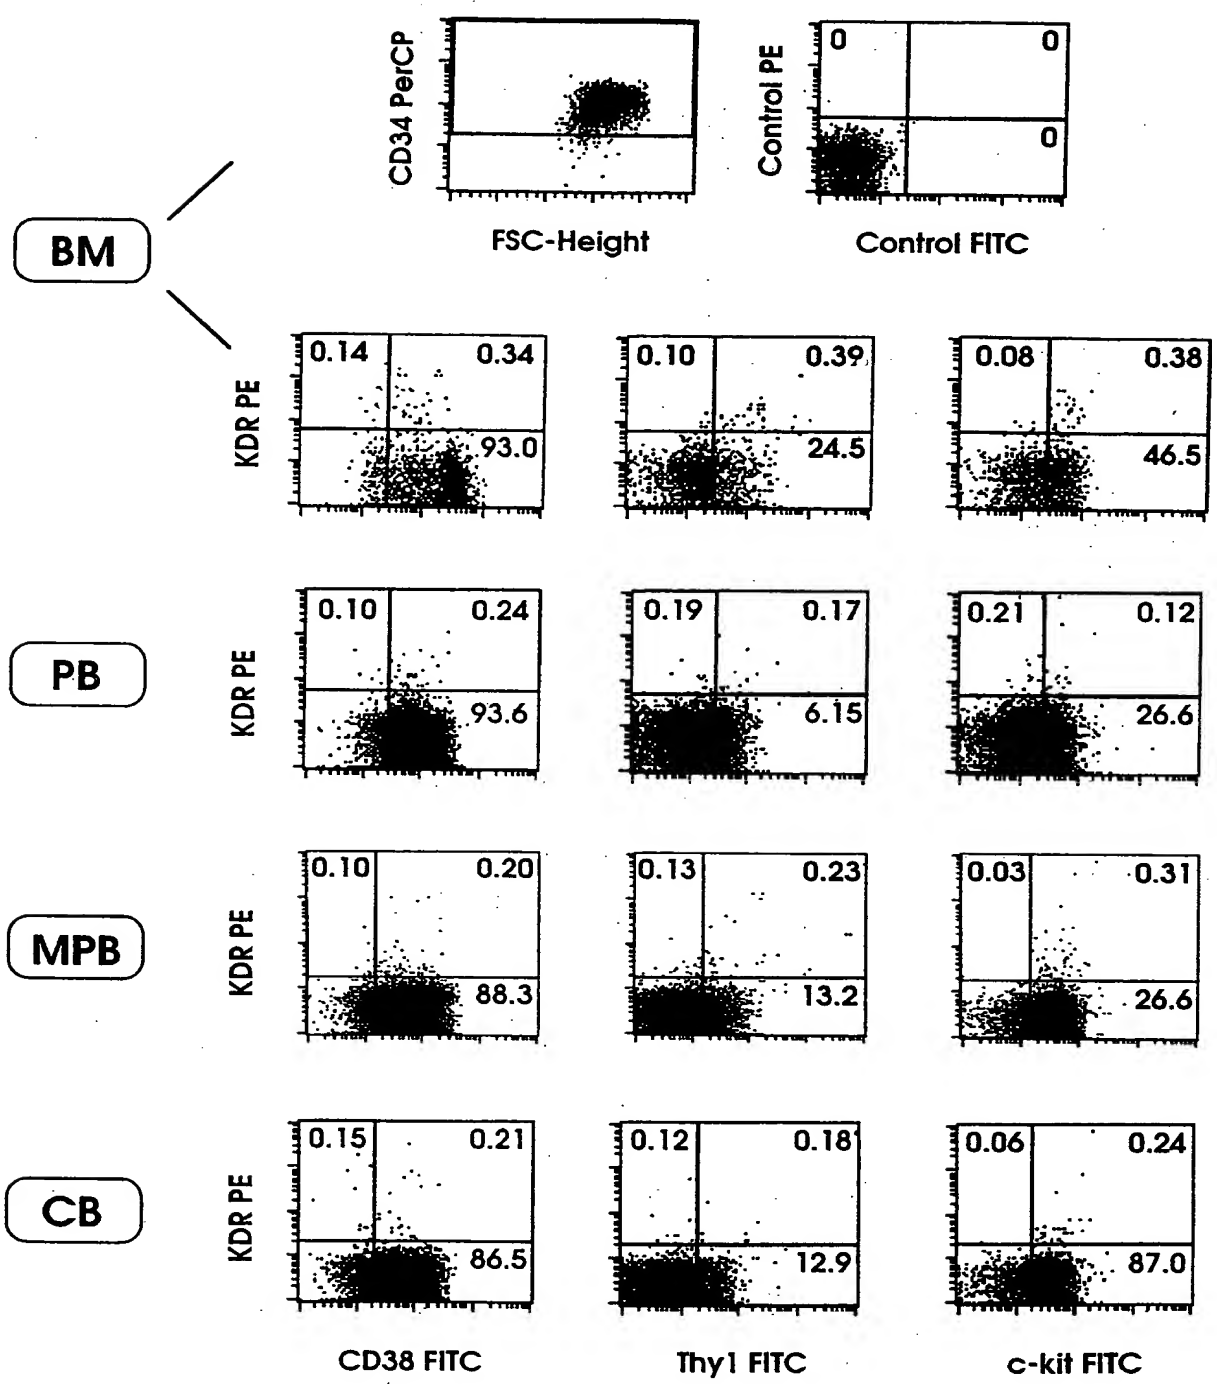 CD34 PerCP
FSC-Height
Control PE
0 0
0
Control FITC
BM
KDR PE
0.14 0.34
93.0
0.10 0.39
24.5
0.08 0.38
46.5
PB
KDR PE
0.10 0.24
93.6
0.19 0.17
6.15
0.21 0.12
26.6
MPB
KDR PE
0.10 0.20
88.3
0.13 0.23
13.2
0.03 0.31
26.6
CB
KDR PE
0.15 0.21
86.5
0.12 0.18
12.9
0.06 0.24
87.0
CD38 FITC
Thy1 FITC
c-kit FITC